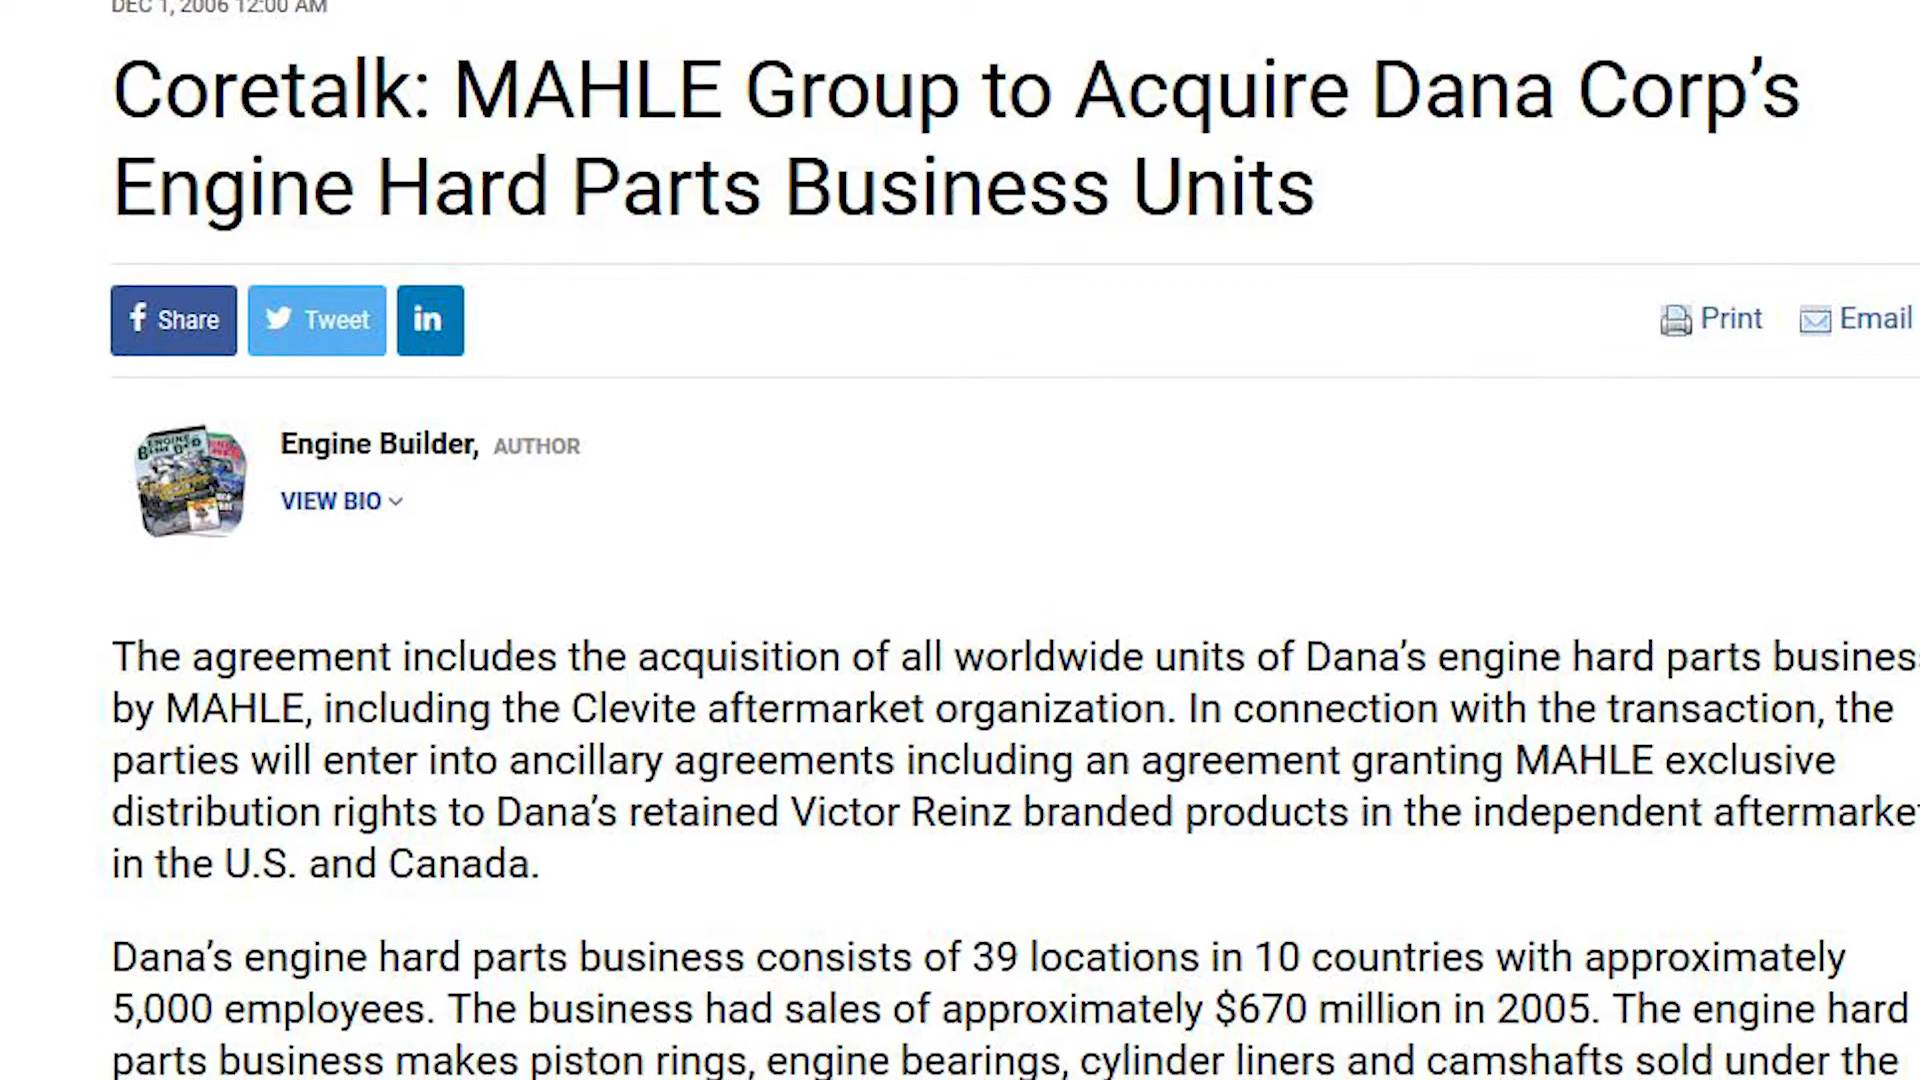 DEC 1, 2006 12:00 AM
Coretalk: MAHLE Group to Acquire Dana Corp’s
Engine Hard Parts Business Units
f Share
Tweet
in
Print
Email
Engine Builder, AUTHOR
VIEW BIO
The agreement includes the acquisition of all worldwide units of Dana’s engine hard parts busines
by MAHLE, including the Clevite aftermarket organization. In connection with the transaction, the
parties will enter into ancillary agreements including an agreement granting MAHLE exclusive
distribution rights to Dana’s retained Victor Reinz branded products in the independent aftermarke
in the U.S. and Canada.
Dana’s engine hard parts business consists of 39 locations in 10 countries with approximately
5,000 employees. The business had sales of approximately $670 million in 2005. The engine hard
parts business makes piston rings, engine bearings, cylinder liners and camshafts sold under the